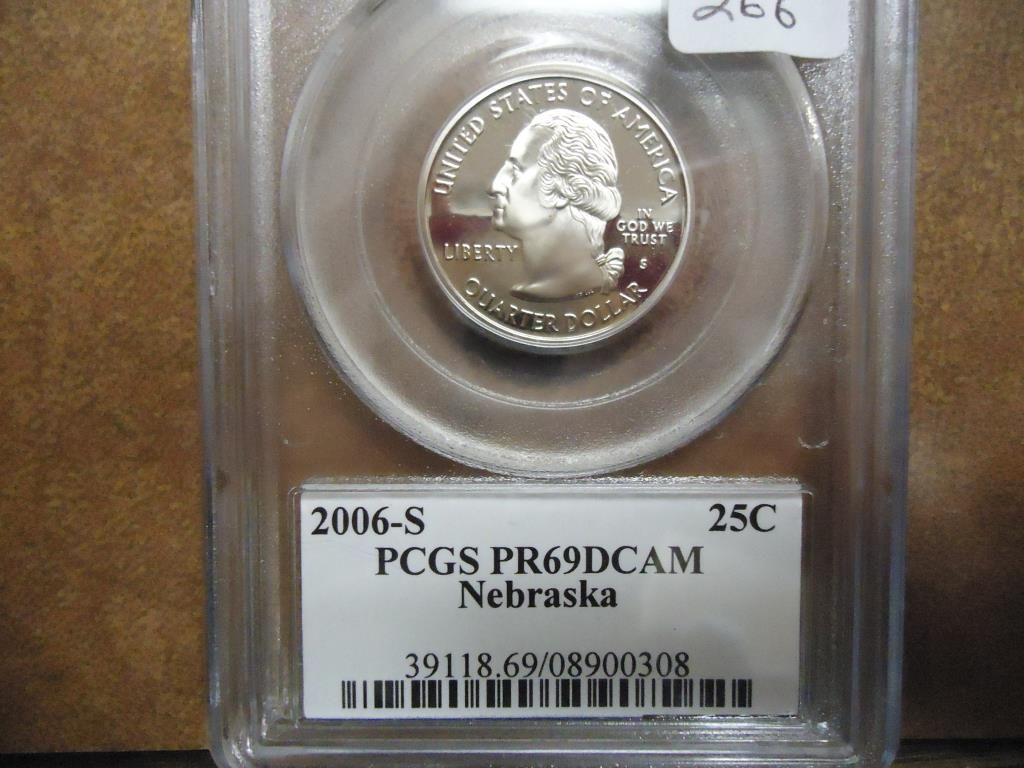 266
UNITED STATES OF AMERICA
IN
GOD WE
TRUST
LIBERTY
S
QUARTER DOLLAR
2006-S 25C
PCGS PR69DCAM
Nebraska
39118.69/08900308